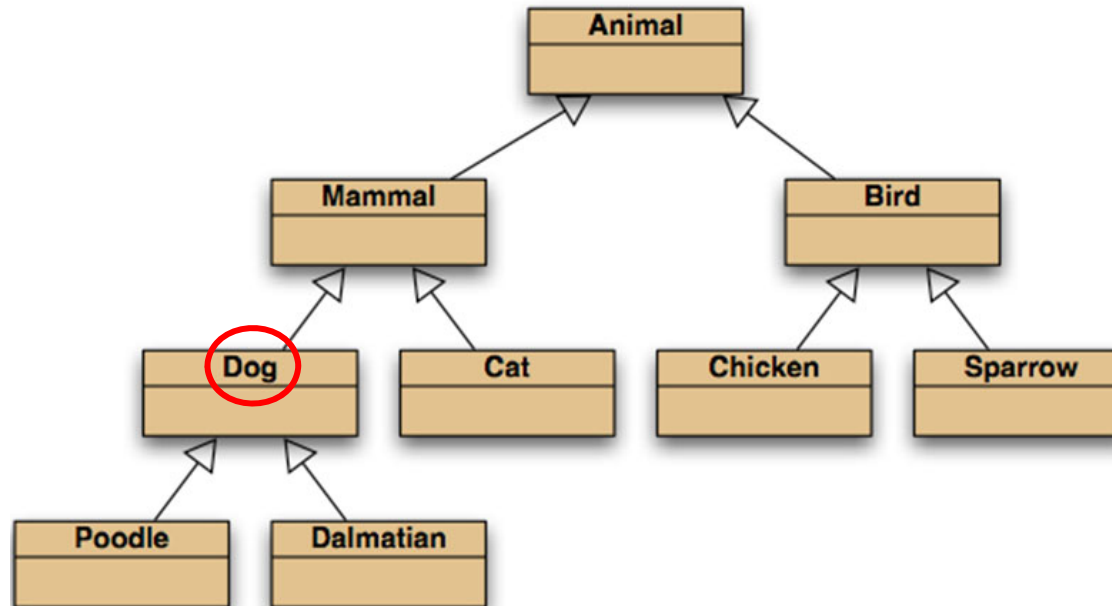 Animal
Mammal
Bird
Dog
Cat
Chicken
Sparrow
Poodle
Dalmatian